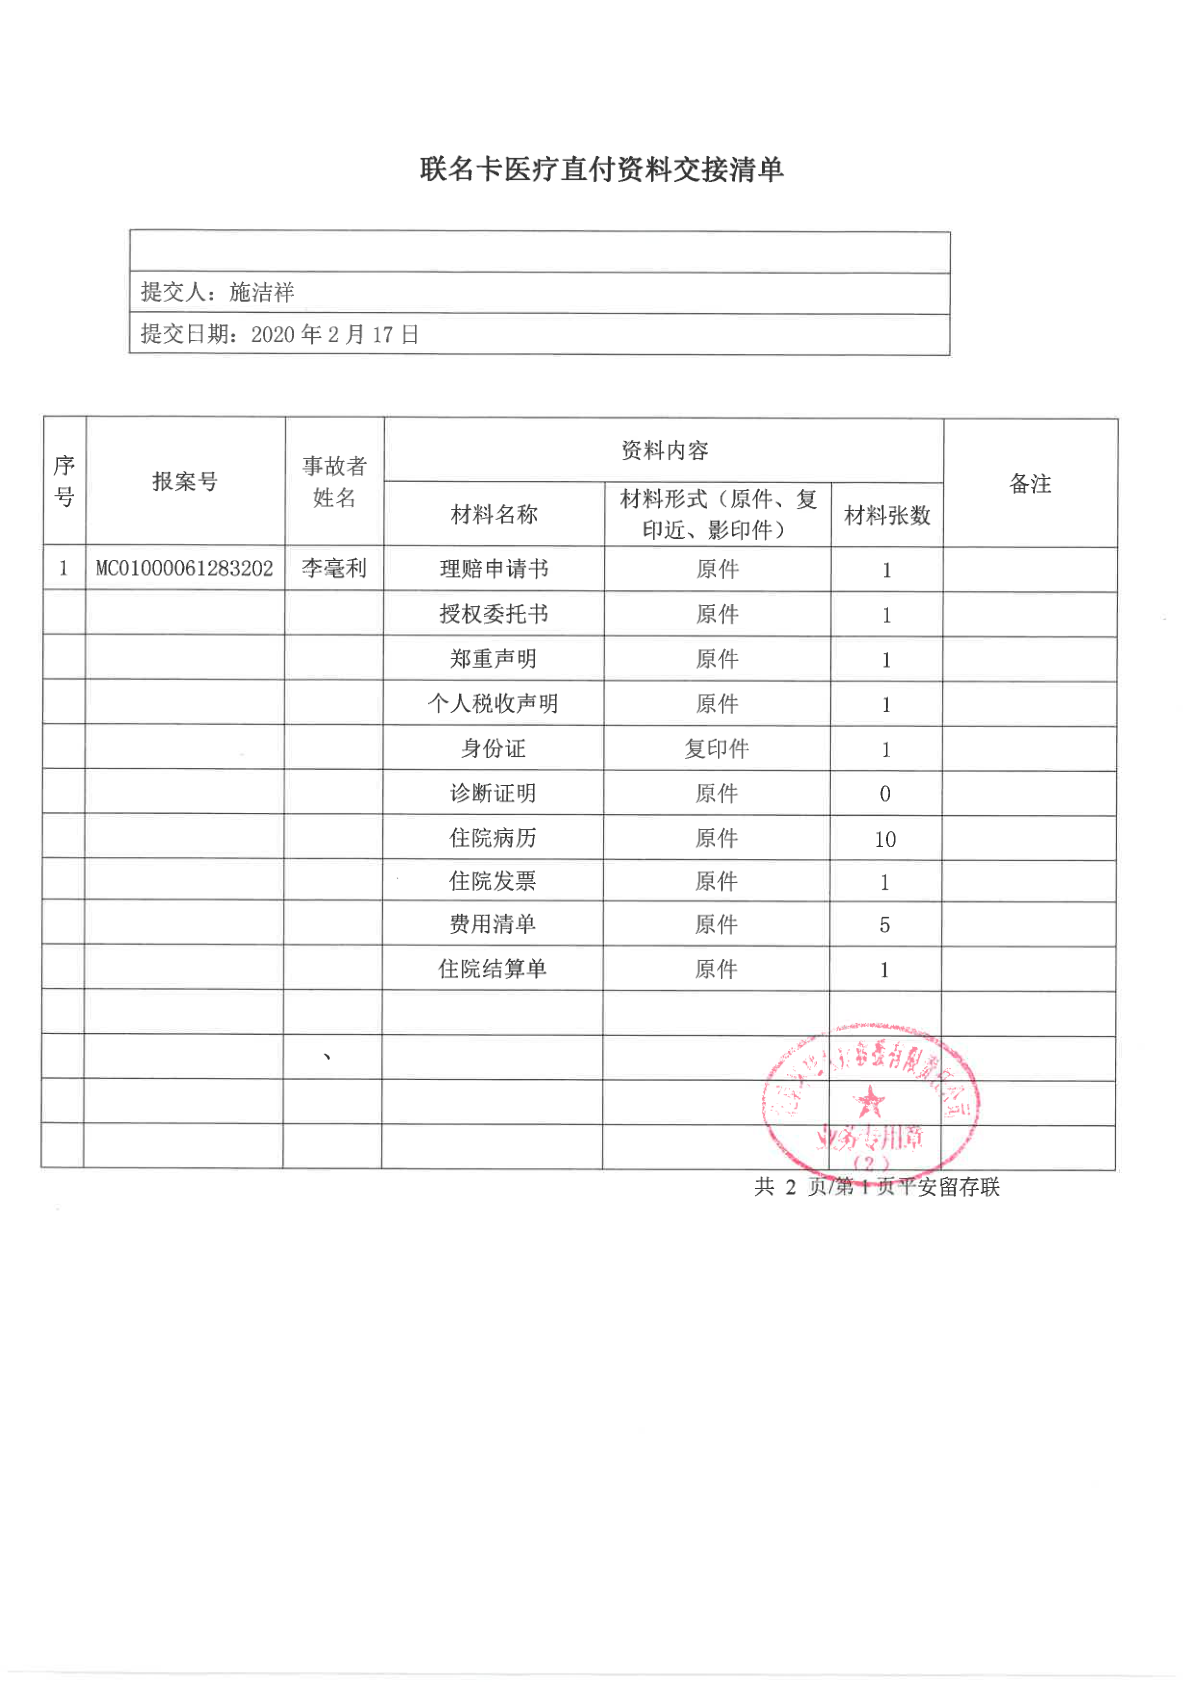 联名卡医疗直付资料交接清单
提交人：施洁祥
提交日期：2020 年 2 月 17 日
序号 报案号 事故者姓名 资料内容 备注
材料名称 材料形式（原件、复印近、影印件） 材料张数
1 MC01000061283202 李毫利 理赔申请书 原件 1
授权委托书 原件 1
郑重声明 原件 1
个人税收声明 原件 1
身份证 复印件 1
诊断证明 原件 0
住院病历 原件 10
住院发票 原件 1
费用清单 原件 5
住院结算单 原件 1
、
有限责任公司
业务专用章
（2）
共 2 页/第 1 页平安留存联